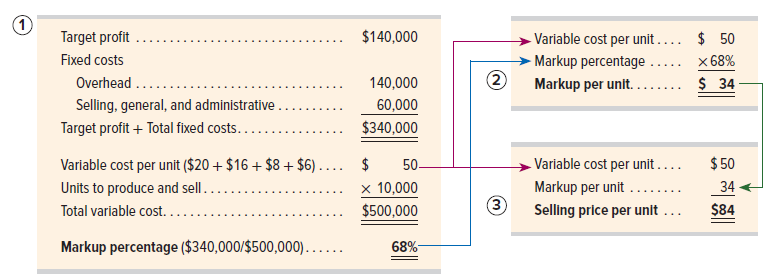 1
Target profit ............................... $140,000
Fixed costs
Overhead ............................... 140,000
Selling, general, and administrative .......... 60,000
Target profit + Total fixed costs............... $340,000
Variable cost per unit ($20 + $16 + $8 + $6) .... $ 50
Units to produce and sell ..................... × 10,000
Total variable cost.......................... $500,000
Markup percentage ($340,000/$500,000)...... 68%
2
Variable cost per unit .... $ 50
Markup percentage ..... ×68%
Markup per unit........ $ 34
3
Variable cost per unit .... $50
Markup per unit ........ 34
Selling price per unit ... $84